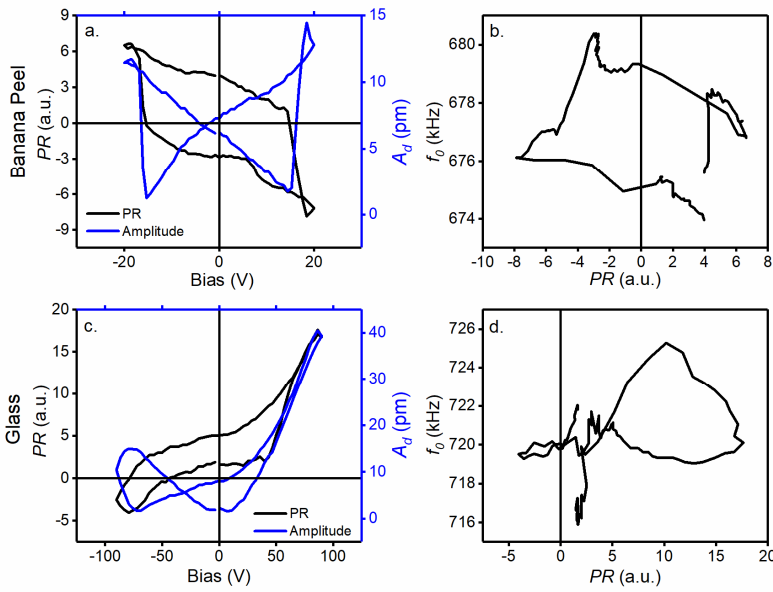 Banana Peel
a.
PR (a.u.)
9
6
3
0
-3
-6
-9
-20
0
20
Bias (V)
15
10
5
0
A_d (pm)
PR
Amplitude
b.
f_0 (kHz)
680
678
676
674
-10
-8
-6
-4
-2
0
2
4
6
8
PR (a.u.)
Glass
c.
PR (a.u.)
20
15
10
5
0
-5
-100
-50
0
50
100
Bias (V)
40
30
20
10
0
A_d (pm)
PR
Amplitude
d.
f_0 (kHz)
726
724
722
720
718
716
-5
0
5
10
15
20
PR (a.u.)